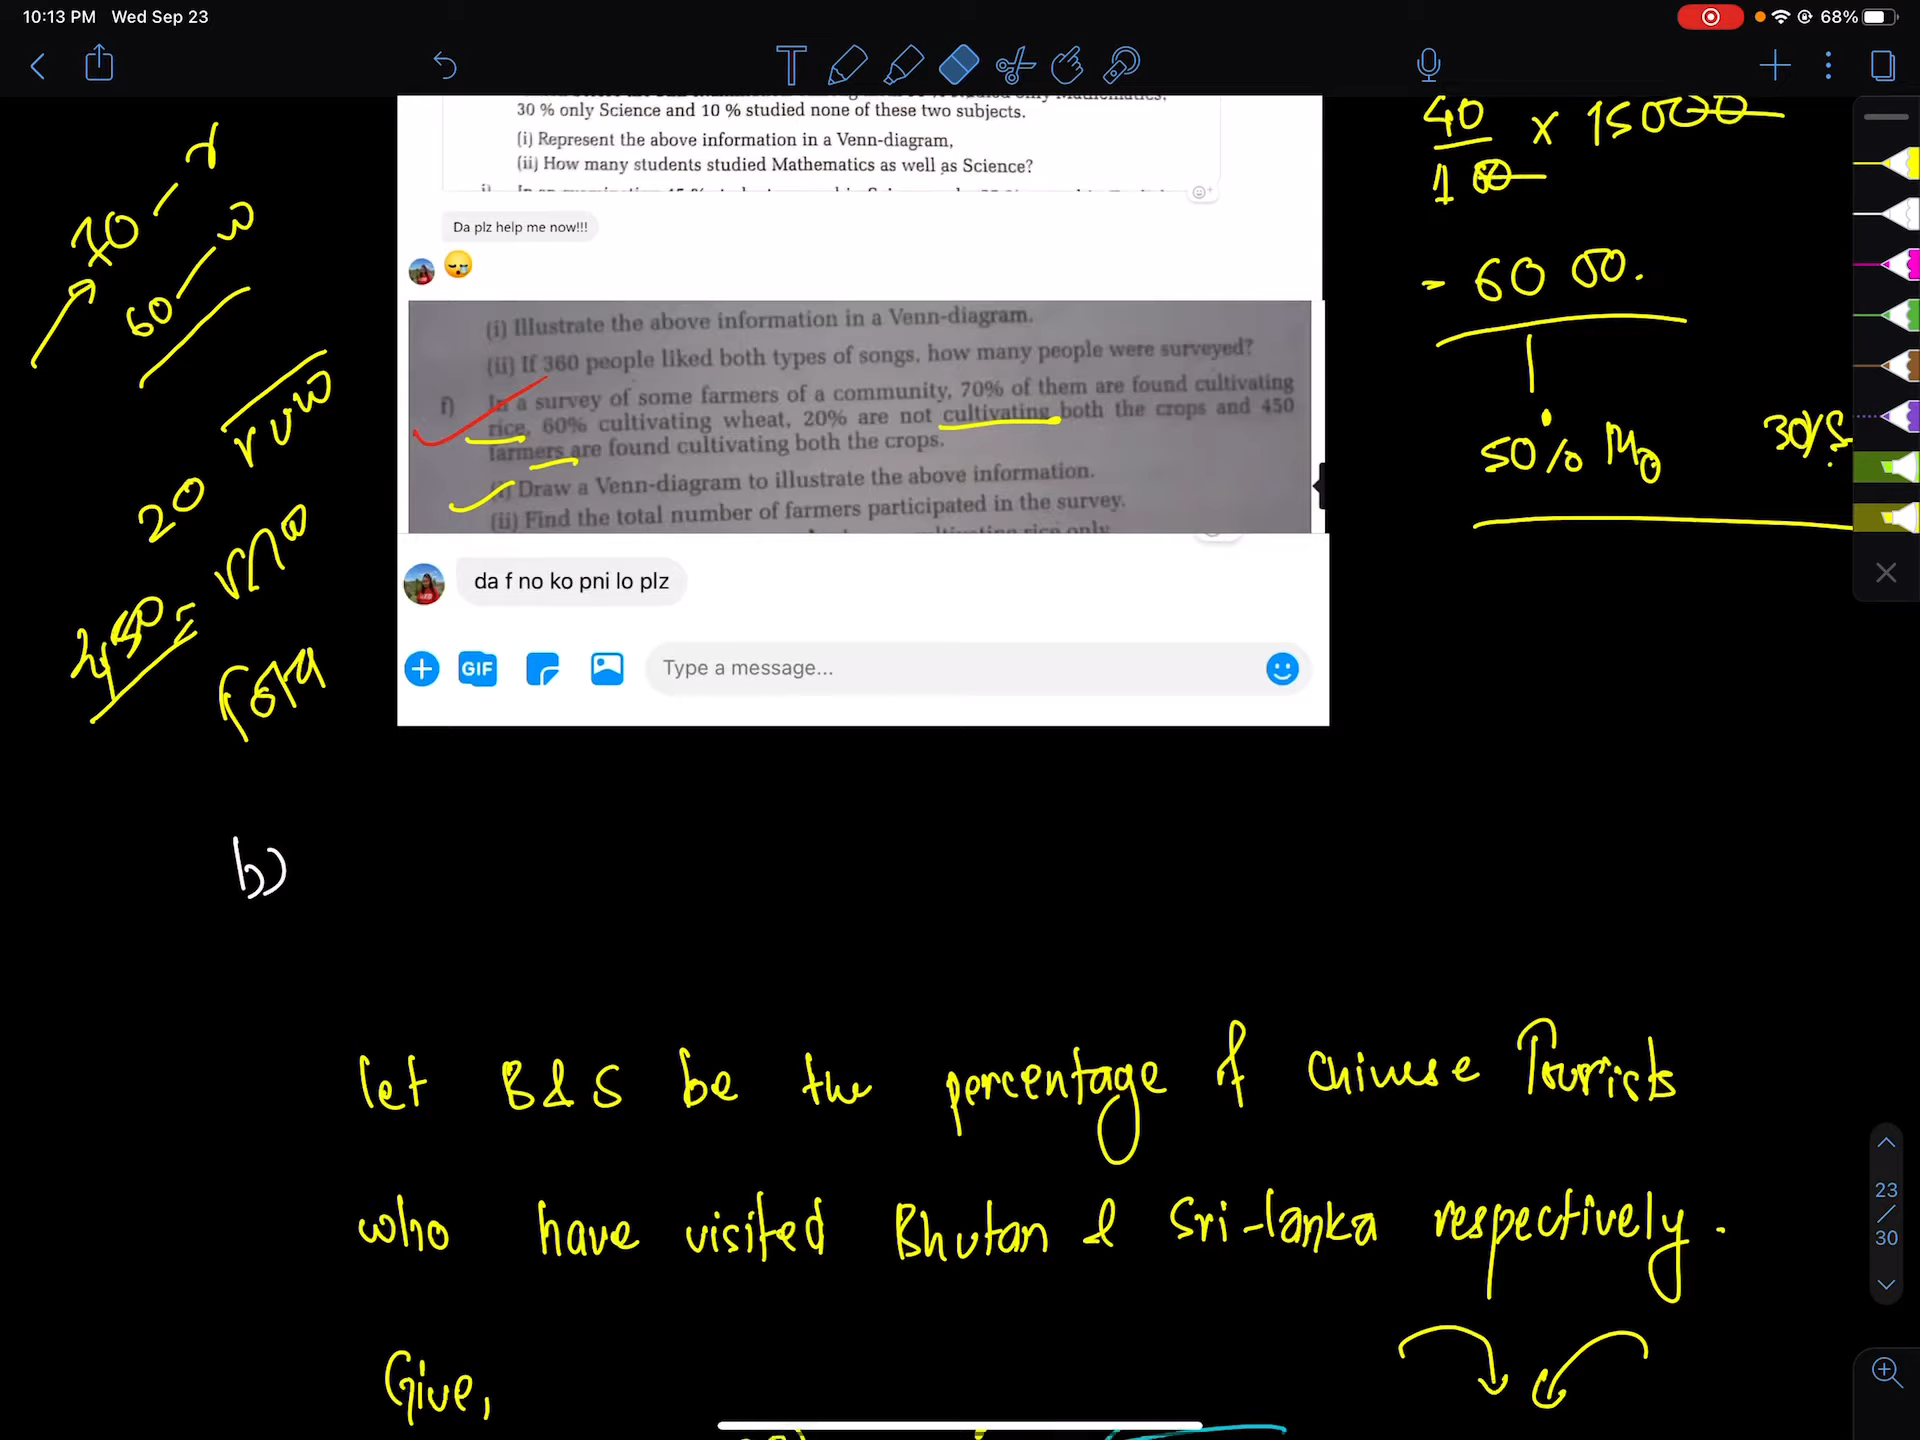 10:13 PM Wed Sep 23
68%
30 % only Science and 10 % studied none of these two subjects.
(i) Represent the above information in a Venn-diagram,
(ii) How many students studied Mathematics as well as Science?
Da plz help me now!!!
(i) Illustrate the above information in a Venn-diagram.
(ii) If 360 people liked both types of songs, how many people were surveyed?
f) In a survey of some farmers of a community, 70% of them are found cultivating
rice, 60% cultivating wheat, 20% are not cultivating both the crops and 450
farmers are found cultivating both the crops.
(i) Draw a Venn-diagram to illustrate the above information.
(ii) Find the total number of farmers participated in the survey.
da f no ko pni lo plz
GIF
Type a message...
70 — r
60 — w
20 r∪w
450 = r∩w
40
100
x 15000
= 6000.
50% Mo
30% S
b)
let B & S be the percentage of Chinese Tourists
who have visited Bhutan & Sri-lanka respectively.
Give,
23
/
30